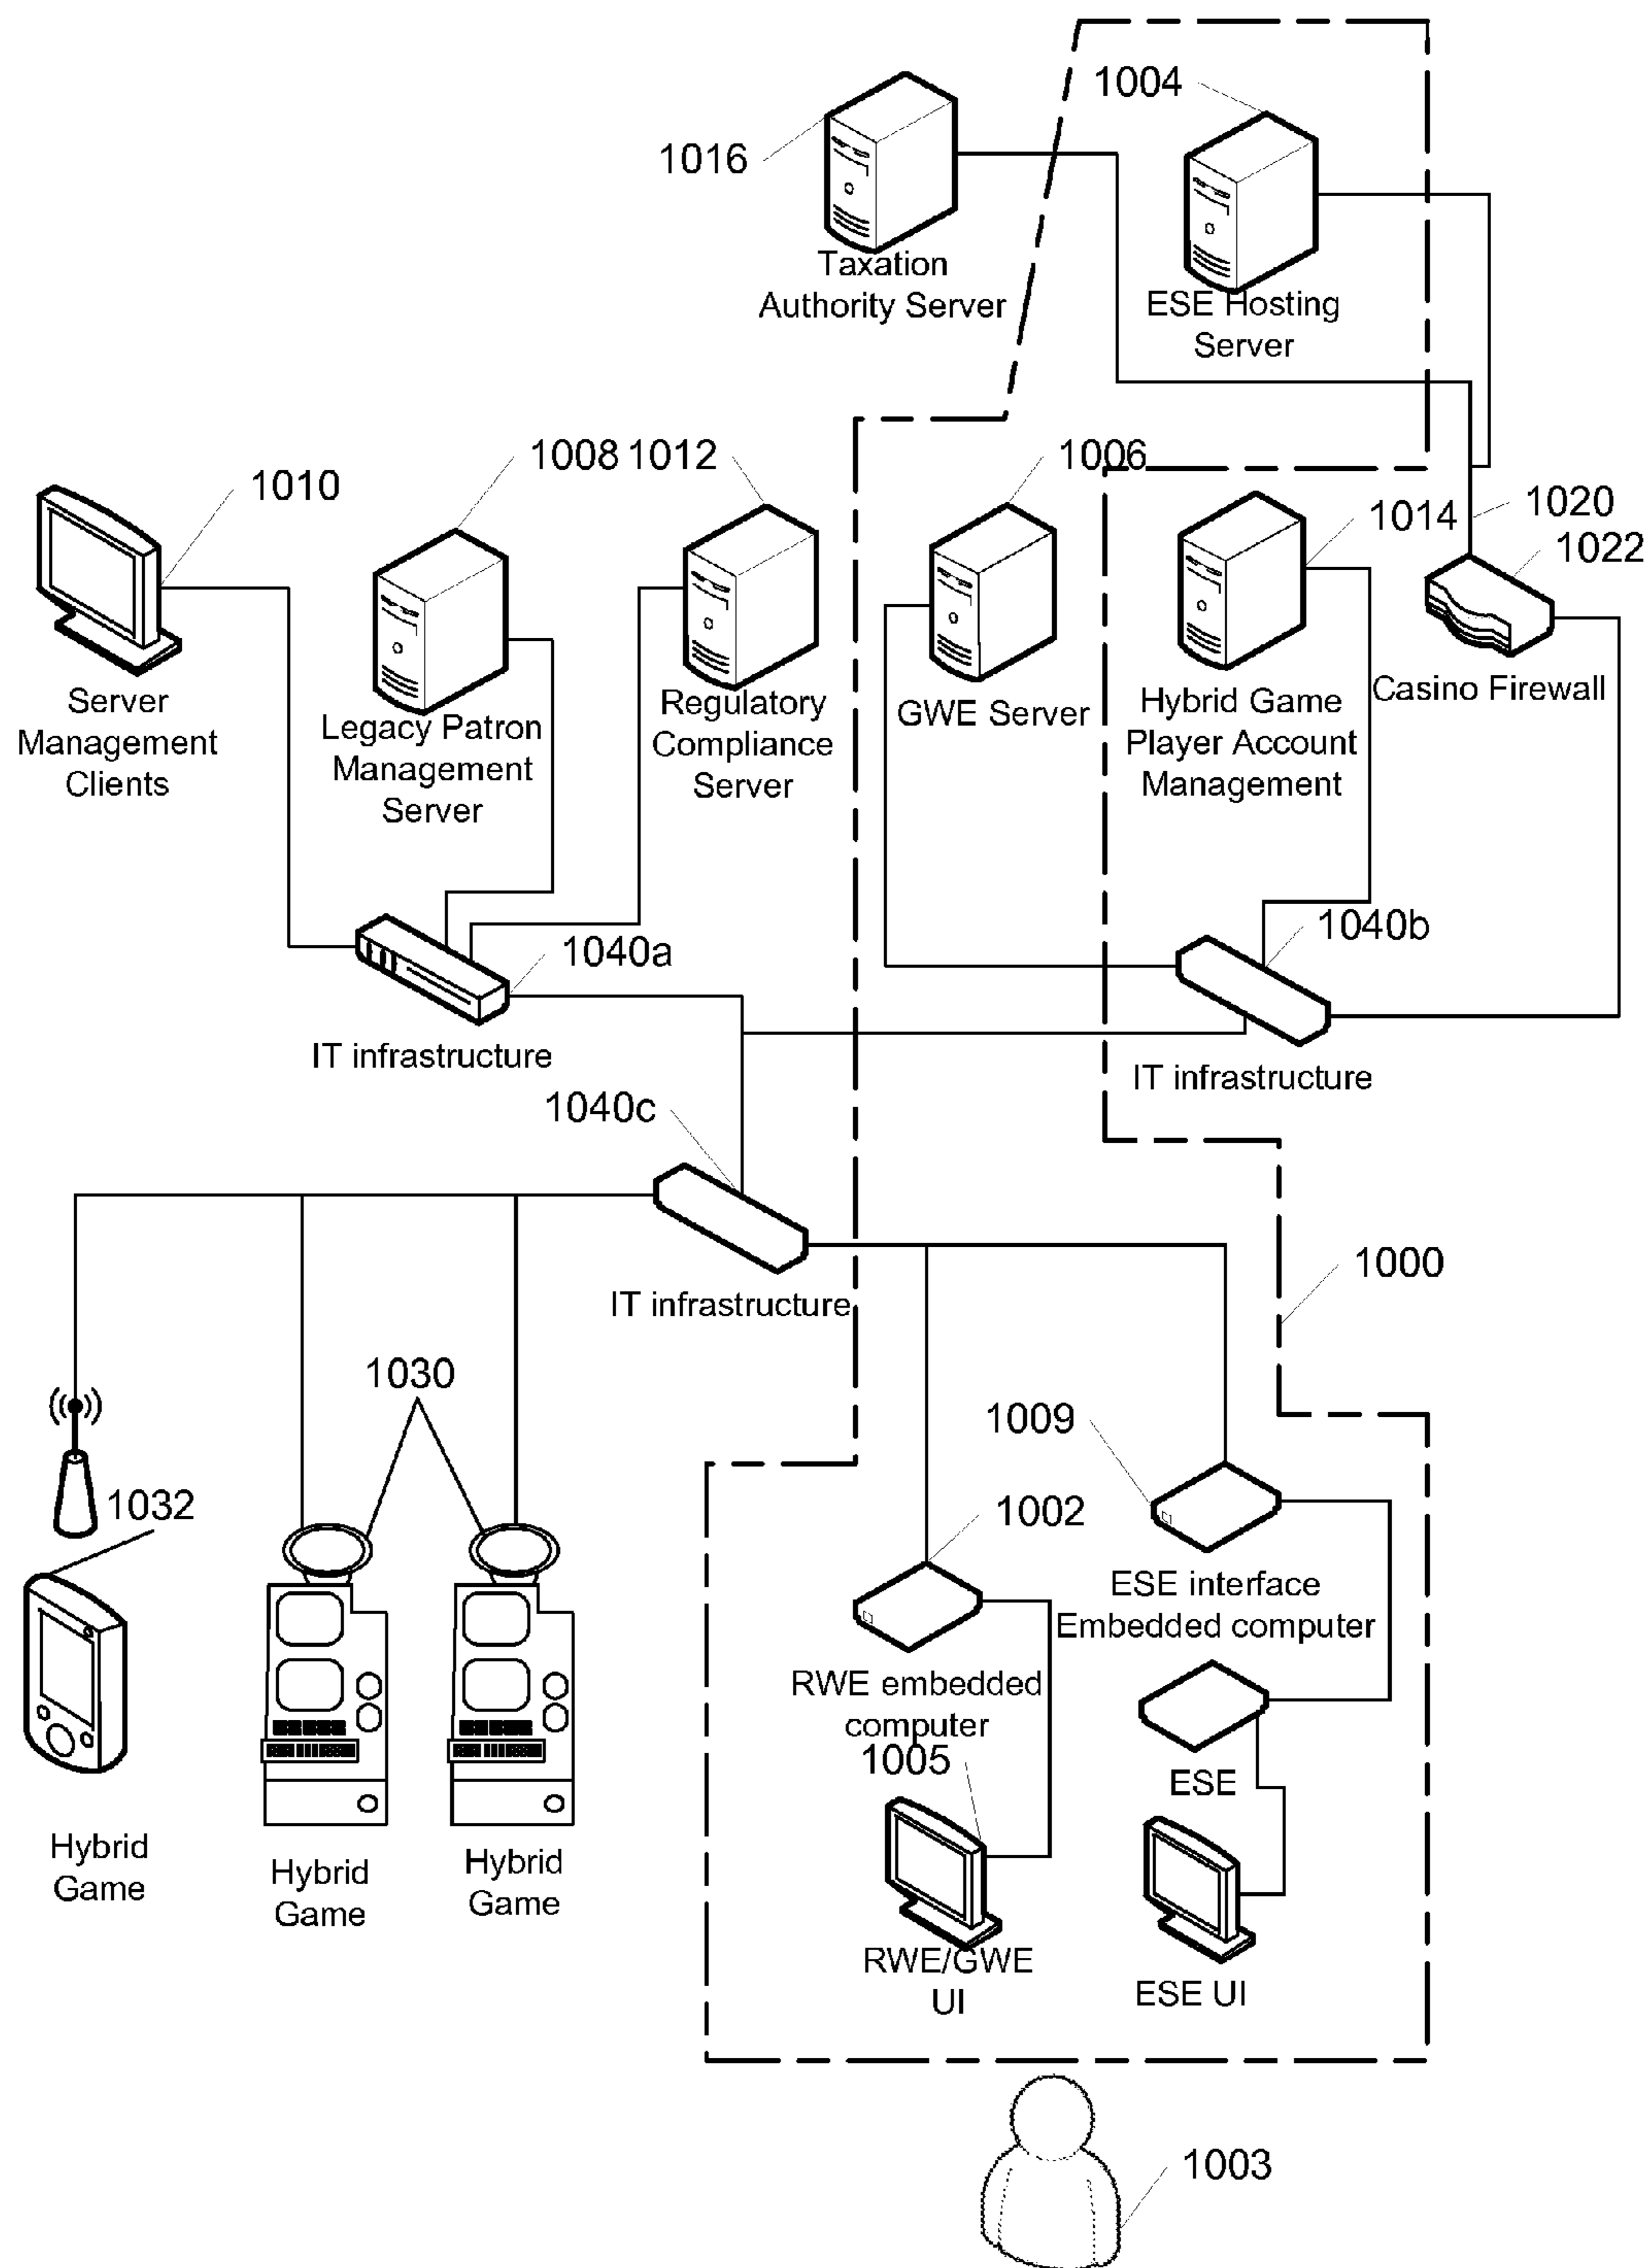 1004
1016
Taxation
Authority Server
ESE Hosting
Server
1008
1012
1006
1010
1014
1020
1022
Server
Management
Clients
Legacy Patron
Management
Server
Regulatory
Compliance
Server
GWE Server
Hybrid Game
Player Account
Management
Casino Firewall
1040a
1040b
IT infrastructure
IT infrastructure
1040c
IT infrastructure
1000
1030
1009
1032
1002
ESE interface
Embedded computer
RWE embedded
computer
1005
ESE
Hybrid
Game
Hybrid
Game
Hybrid
Game
RWE/GWE
UI
ESE UI
1003